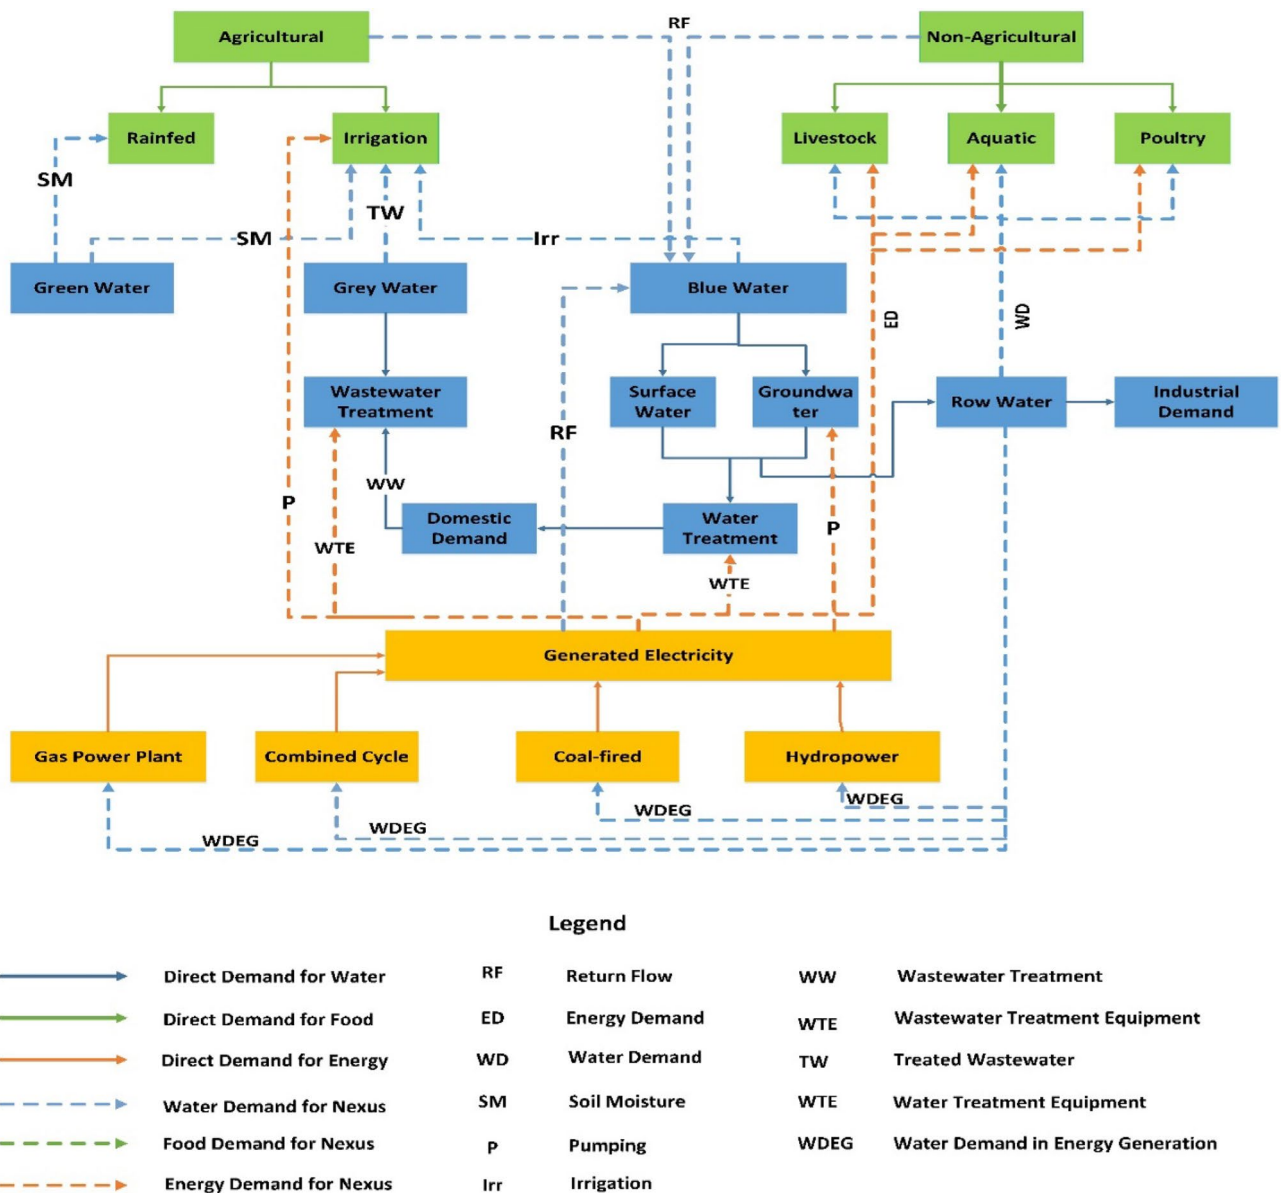 RF
Agricultural
Non-Agricultural
Rainfed
Irrigation
Livestock
Aquatic
Poultry
SM
TW
SM
Irr
Green Water
Grey Water
Blue Water
ED
WD
Wastewater
Treatment
Surface
Water
Groundwa
ter
Row Water
Industrial
Demand
RF
WW
P
Domestic
Demand
Water
Treatment
P
WTE
WTE
Generated Electricity
Gas Power Plant
Combined Cycle
Coal-fired
Hydropower
WDEG
WDEG
WDEG
WDEG
Legend
Direct Demand for Water
RF
Return Flow
WW
Wastewater Treatment
Direct Demand for Food
ED
Energy Demand
WTE
Wastewater Treatment Equipment
Direct Demand for Energy
WD
Water Demand
TW
Treated Wastewater
Water Demand for Nexus
SM
Soil Moisture
WTE
Water Treatment Equipment
Food Demand for Nexus
P
Pumping
WDEG
Water Demand in Energy Generation
Energy Demand for Nexus
Irr
Irrigation